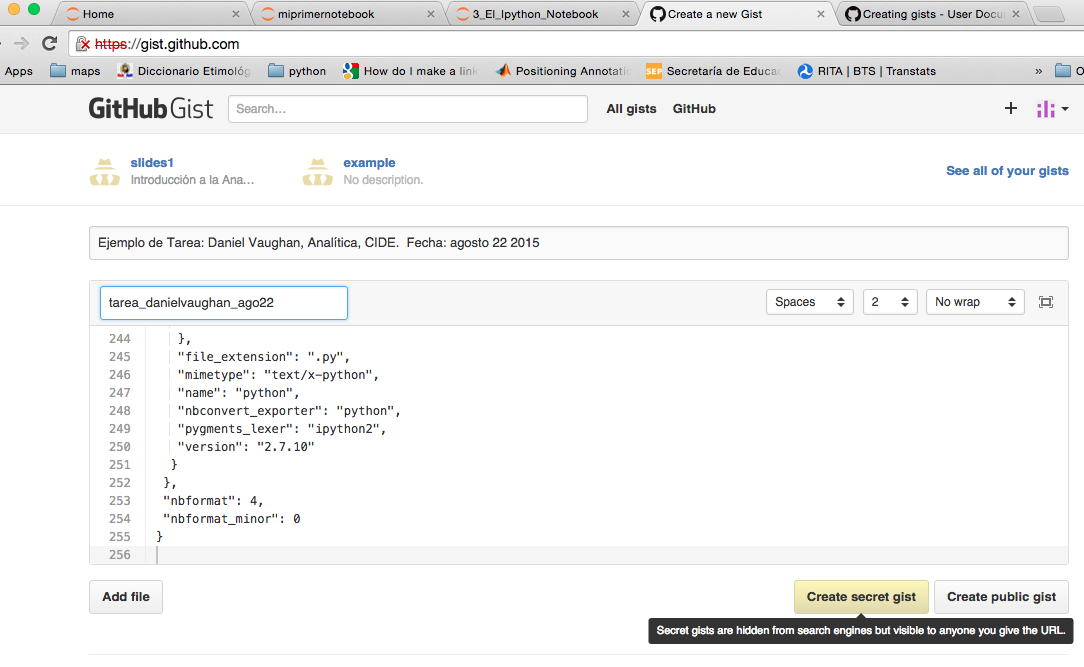 Home
miprimernotebook
3_El_Ipython_Notebook
Create a new Gist
Creating gists - User Docu
https://gist.github.com
Apps maps Diccionario Etimológ python How do I make a link Positioning Annotatio SEP Secretaría de Educac RITA | BTS | Transtats » O
GitHub Gist Search... All gists GitHub +
slides1
Introducción a la Ana...
example
No description.
See all of your gists
Ejemplo de Tarea: Daniel Vaughan, Analítica, CIDE. Fecha: agosto 22 2015
tarea_danielvaughan_ago22 Spaces 2 No wrap
244 },
245 "file_extension": ".py",
246 "mimetype": "text/x-python",
247 "name": "python",
248 "nbconvert_exporter": "python",
249 "pygments_lexer": "ipython2",
250 "version": "2.7.10"
251 }
252 },
253 "nbformat": 4,
254 "nbformat_minor": 0
255 }
256
Add file Create secret gist Create public gist
Secret gists are hidden from search engines but visible to anyone you give the URL.